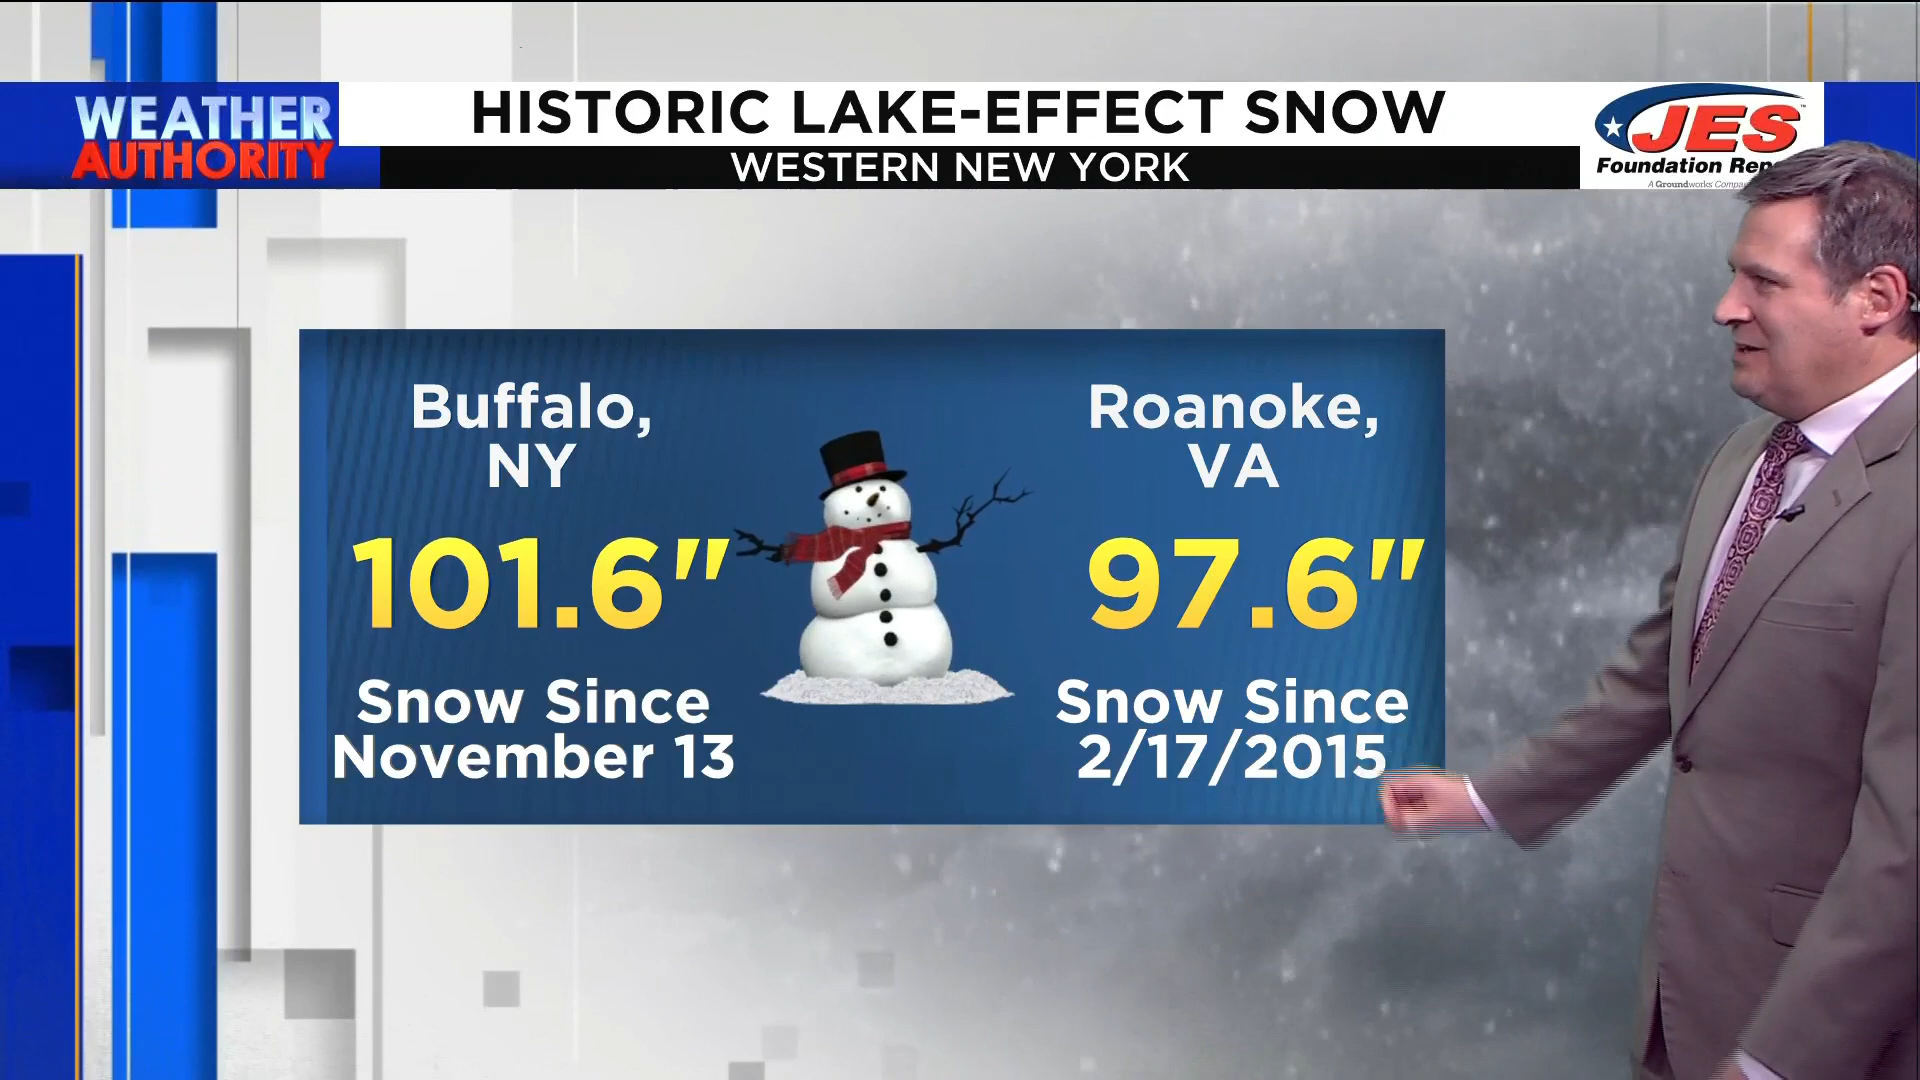 WEATHER
AUTHORITY
HISTORIC LAKE-EFFECT SNOW
WESTERN NEW YORK
JES
Foundation
A Groundworks
Buffalo,
NY
101.6"
Snow Since
November 13
Roanoke,
VA
97.6"
Snow Since
2/17/2015